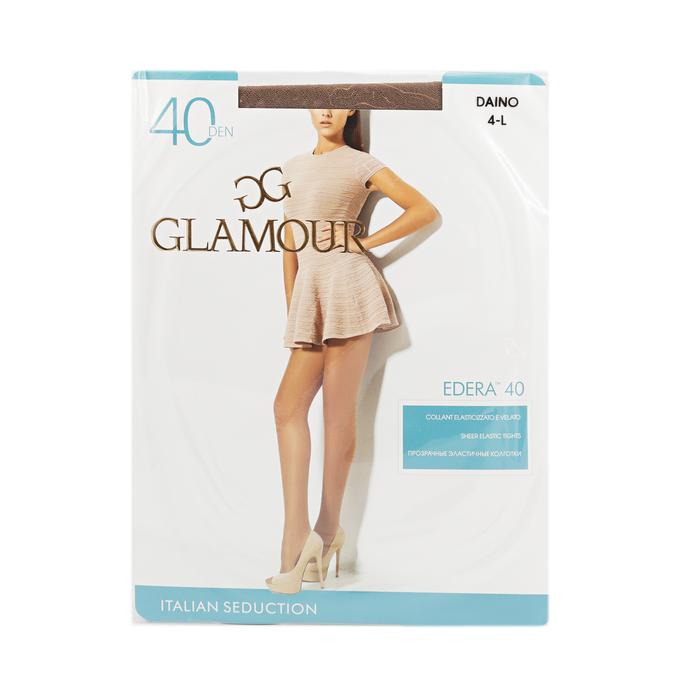 40 DEN
DAINO
4-L
GG
GLAMOUR
EDERA™ 40
COLLANT ELASTICIZZATO E VELATO
SHEER ELASTIC TIGHTS
ПРОЗРАЧНЫЕ ЭЛАСТИЧНЫЕ КОЛГОТКИ
ITALIAN SEDUCTION